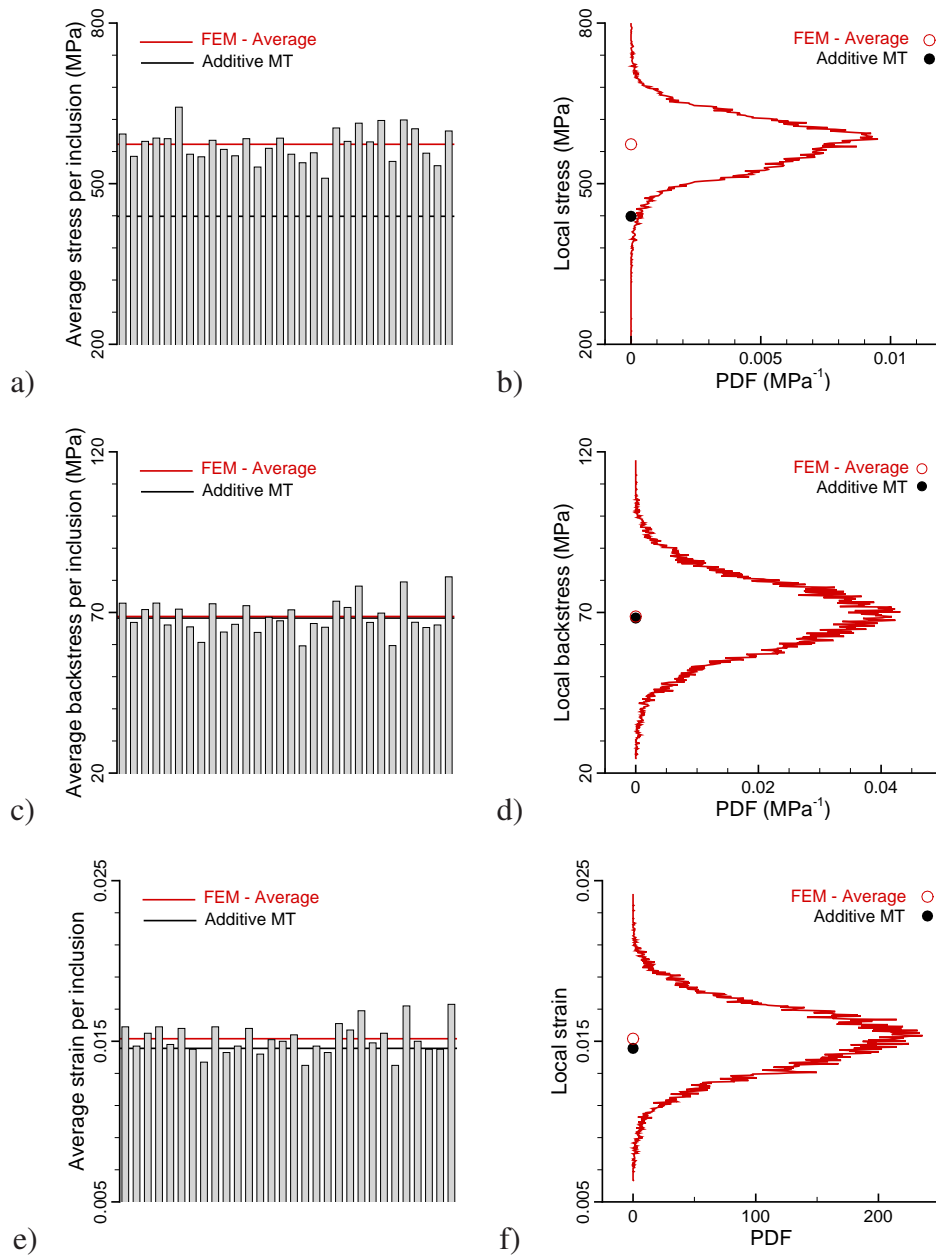 800
500
200
Average stress per inclusion (MPa)
FEM - Average
Additive MT
a)
800
500
200
Local stress (MPa)
FEM - Average
Additive MT
0
0.005
0.01
PDF (MPa⁻¹)
b)
120
70
20
Average backstress per inclusion (MPa)
FEM - Average
Additive MT
c)
120
70
20
Local backstress (MPa)
FEM - Average
Additive MT
0
0.02
0.04
PDF (MPa⁻¹)
d)
0.025
0.015
0.005
Average strain per inclusion
FEM - Average
Additive MT
e)
0.025
0.015
0.005
Local strain
FEM - Average
Additive MT
0
100
200
PDF
f)